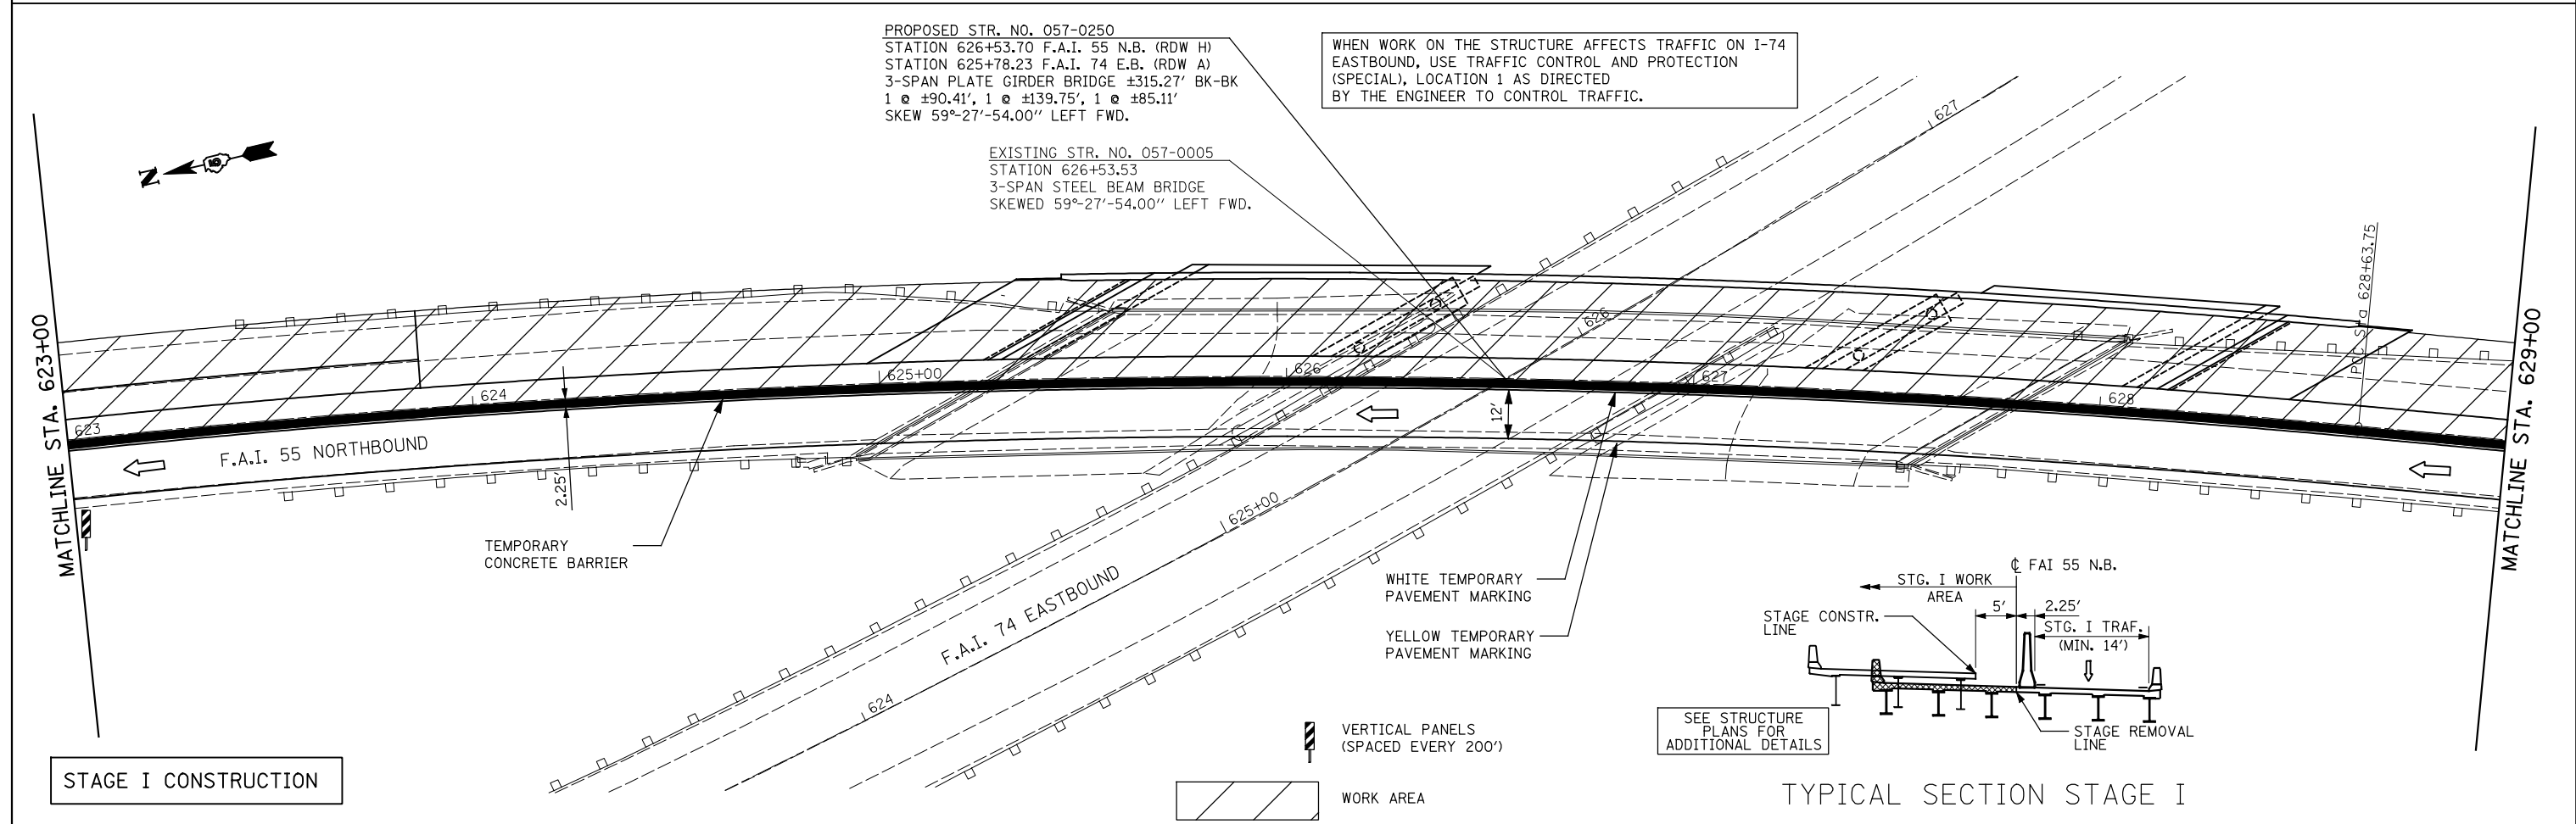 PROPOSED STR. NO. 057-0250
STATION 626+53.70 F.A.I. 55 N.B. (RDW H)
STATION 625+78.23 F.A.I. 74 E.B. (RDW A)
3-SPAN PLATE GIRDER BRIDGE ±315.27' BK-BK
1 @ ±90.41', 1 @ ±139.75', 1 @ ±85.11'
SKEW 59°-27'-54.00'' LEFT FWD.
WHEN WORK ON THE STRUCTURE AFFECTS TRAFFIC ON I-74
EASTBOUND, USE TRAFFIC CONTROL AND PROTECTION
(SPECIAL), LOCATION 1 AS DIRECTED
BY THE ENGINEER TO CONTROL TRAFFIC.
EXISTING STR. NO. 057-0005
STATION 626+53.53
3-SPAN STEEL BEAM BRIDGE
SKEWED 59°-27'-54.00'' LEFT FWD.
N
627
626
625+00
624
MATCHLINE STA. 623+00
623
624
625+00
626
627
628
PCC Sta 628+63.75
MATCHLINE STA. 629+00
F.A.I. 55 NORTHBOUND
2.25'
12'
TEMPORARY
CONCRETE BARRIER
F.A.I. 74 EASTBOUND
WHITE TEMPORARY
PAVEMENT MARKING
YELLOW TEMPORARY
PAVEMENT MARKING
℄ FAI 55 N.B.
STG. I WORK
AREA
5'
2.25'
STAGE CONSTR.
LINE
STG. I TRAF.
(MIN. 14')
STAGE REMOVAL
LINE
SEE STRUCTURE
PLANS FOR
ADDITIONAL DETAILS
TYPICAL SECTION STAGE I
VERTICAL PANELS
(SPACED EVERY 200')
WORK AREA
STAGE I CONSTRUCTION